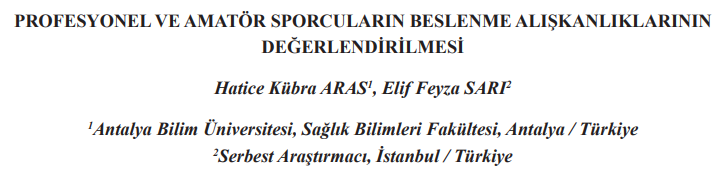 PROFESYONEL VE AMATÖR SPORCULARIN BESLENME ALIŞKANLIKLARININ
DEĞERLENDİRİLMESİ
Hatice Kübra ARAS¹, Elif Feyza SARI²
¹Antalya Bilim Üniversitesi, Sağlık Bilimleri Fakültesi, Antalya / Türkiye
²Serbest Araştırmacı, İstanbul / Türkiye